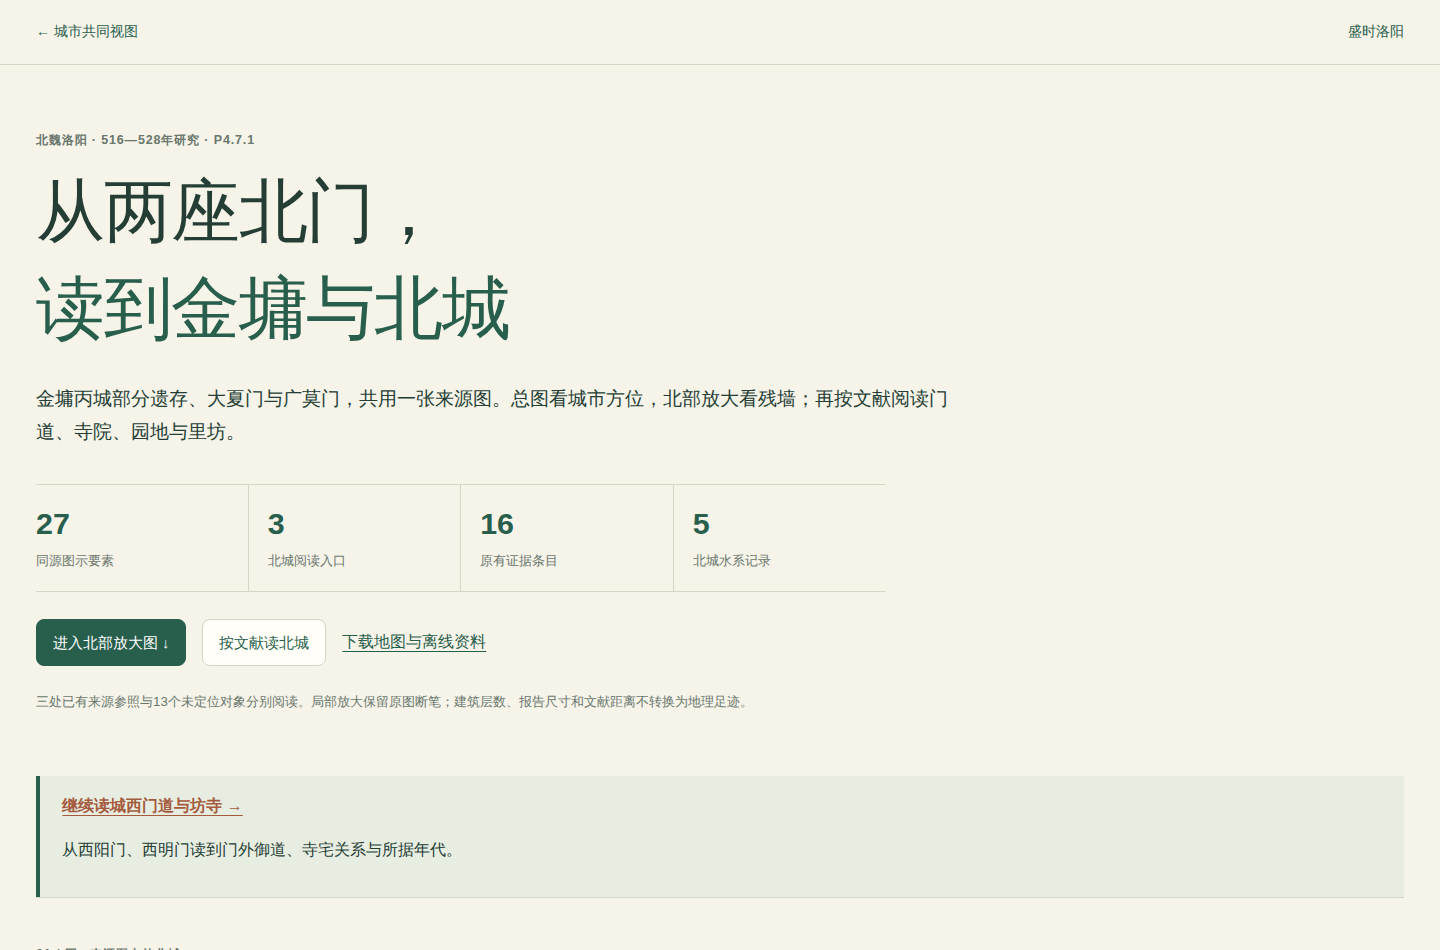 ← 城市共同视图
盛时洛阳
北魏洛阳 · 516—528年研究 · P4.7.1
从两座北门，
读到金墉与北城
金墉丙城部分遗存、大夏门与广莫门，共用一张来源图。总图看城市方位，北部放大看残墙；再按文献阅读门
道、寺院、园地与里坊。
27
同源图示要素
3
北城阅读入口
16
原有证据条目
5
北城水系记录
进入北部放大图 ↓
按文献读北城
下载地图与离线资料
三处已有来源参照与13个未定位对象分别阅读。局部放大保留原图断笔；建筑层数、报告尺寸和文献距离不转换为地理足迹。
继续读城西门道与坊寺 →
从西阳门、西明门读到门外御道、寺宅关系与所据年代。